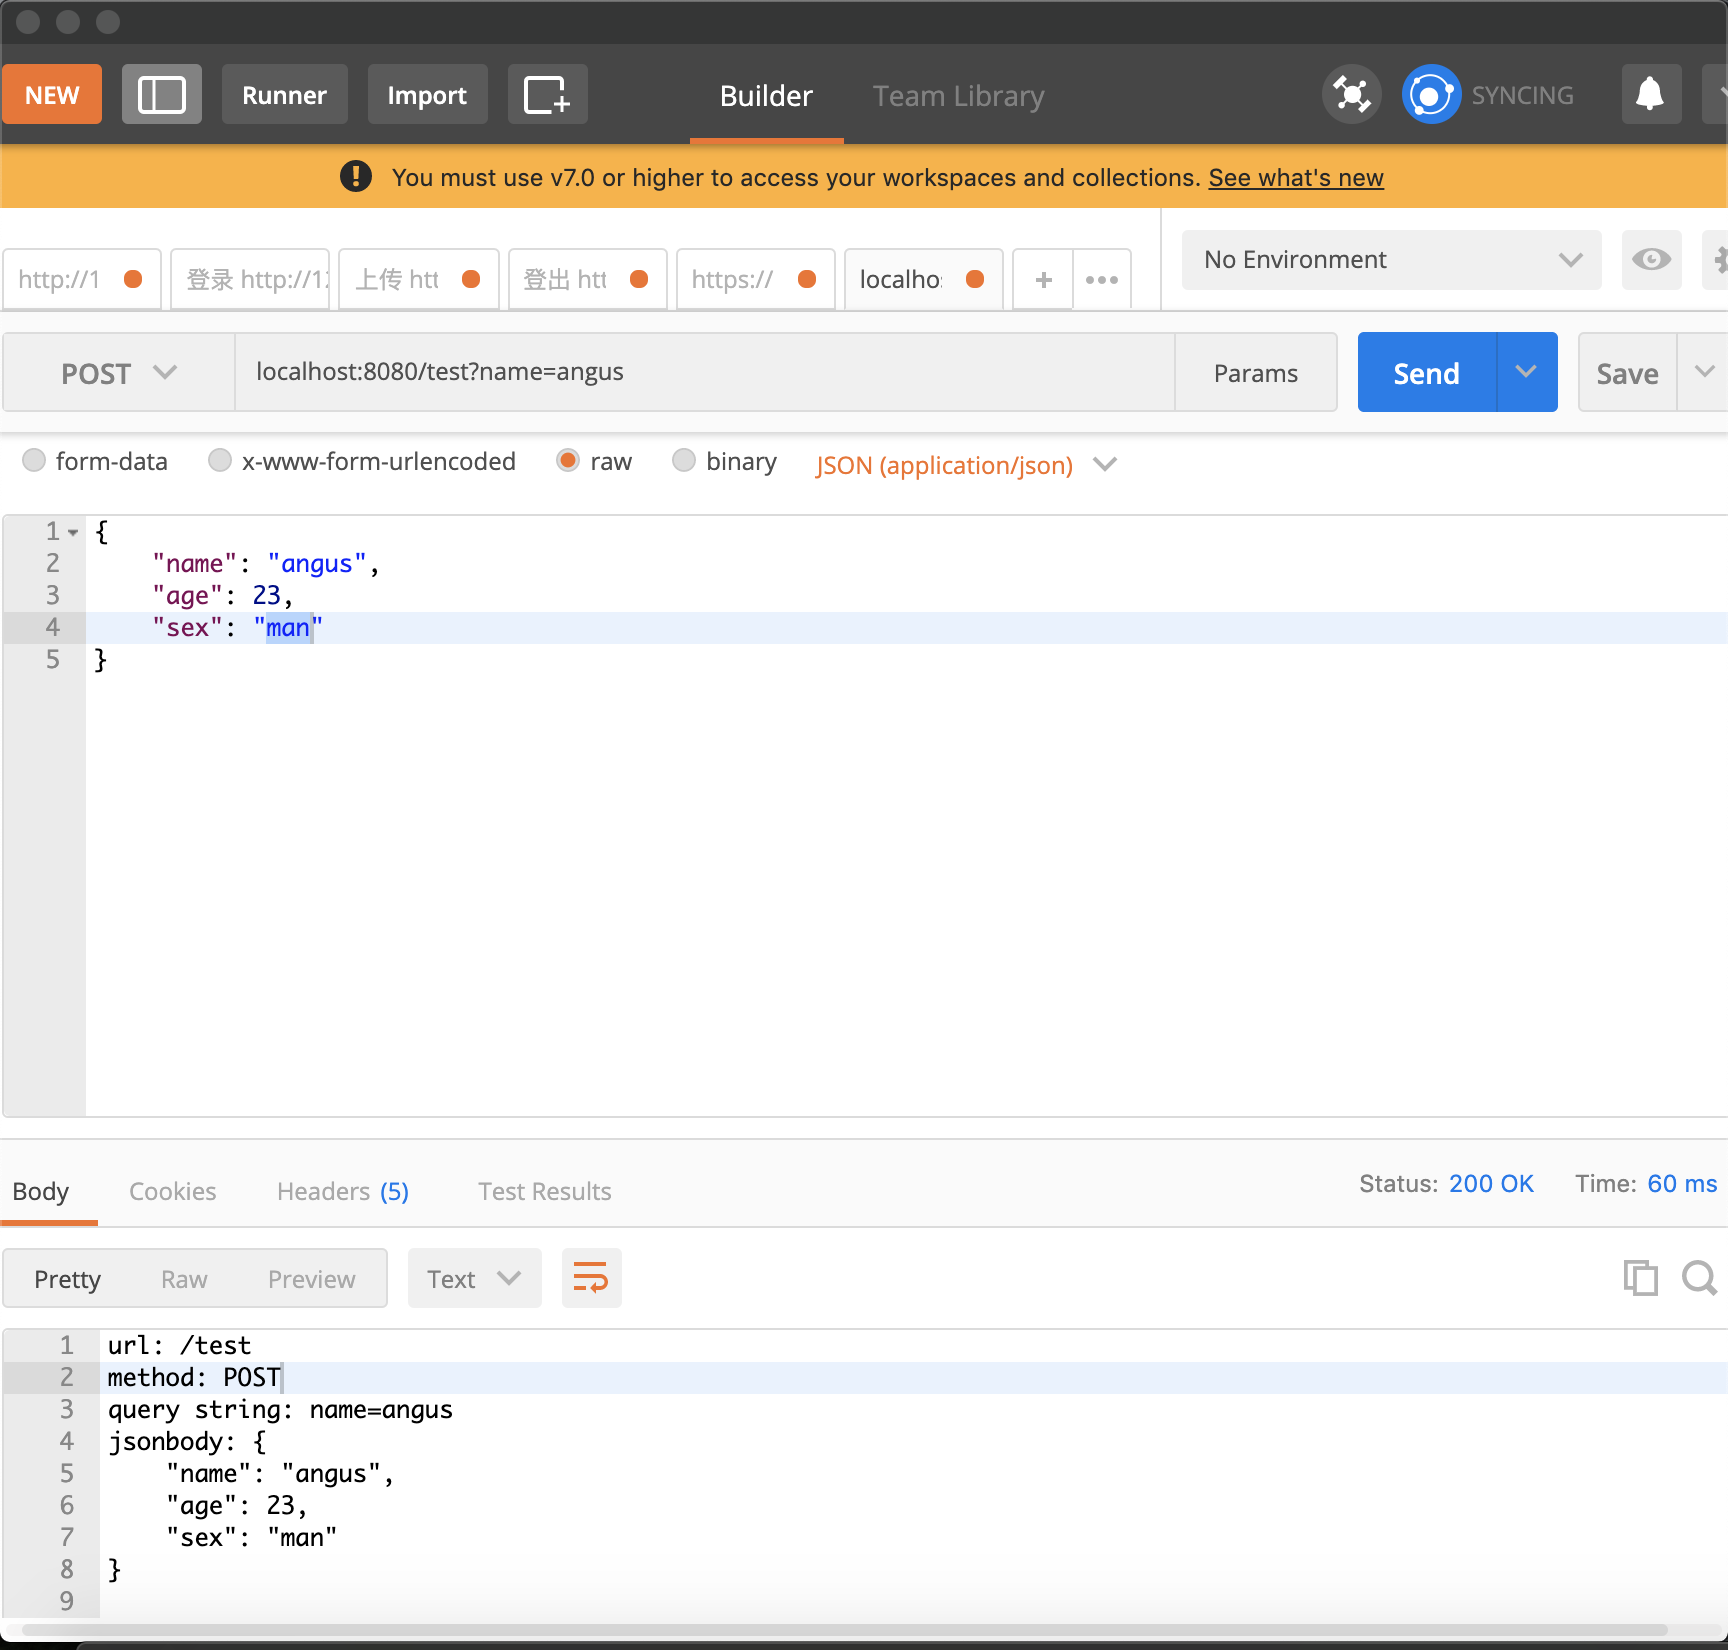 NEW Runner Import Builder Team Library SYNCING
You must use v7.0 or higher to access your workspaces and collections. See what's new
http://1 登录 http://12 上传 htt 登出 htt https:// localho: + ••• No Environment
POST localhost:8080/test?name=angus Params Send Save
form-data x-www-form-urlencoded raw binary JSON (application/json)
1 {
2 "name": "angus",
3 "age": 23,
4 "sex": "man"
5 }
Body Cookies Headers (5) Test Results Status: 200 OK Time: 60 ms
Pretty Raw Preview Text
1 url: /test
2 method: POST
3 query string: name=angus
4 jsonbody: {
5 "name": "angus",
6 "age": 23,
7 "sex": "man"
8 }
9